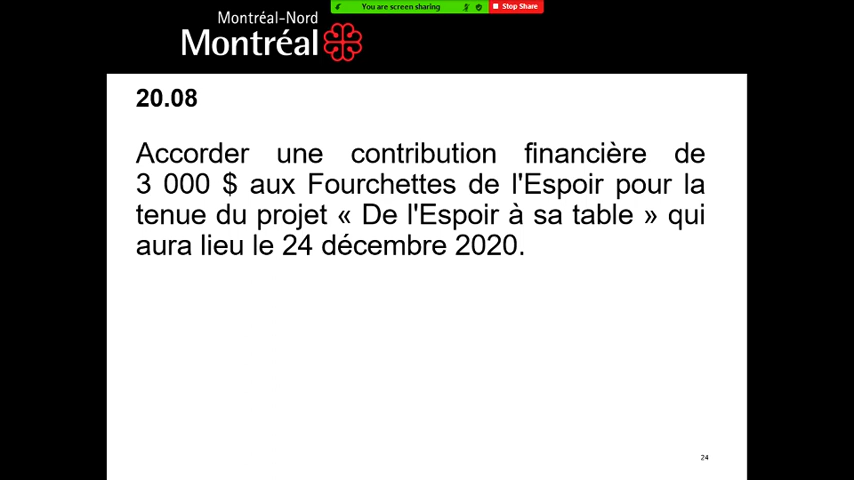 Montréal-Nord
Montréal
You are screen sharing
Stop Share
20.08
Accorder une contribution financière de
3 000 $ aux Fourchettes de l'Espoir pour la
tenue du projet « De l'Espoir à sa table » qui
aura lieu le 24 décembre 2020.
24